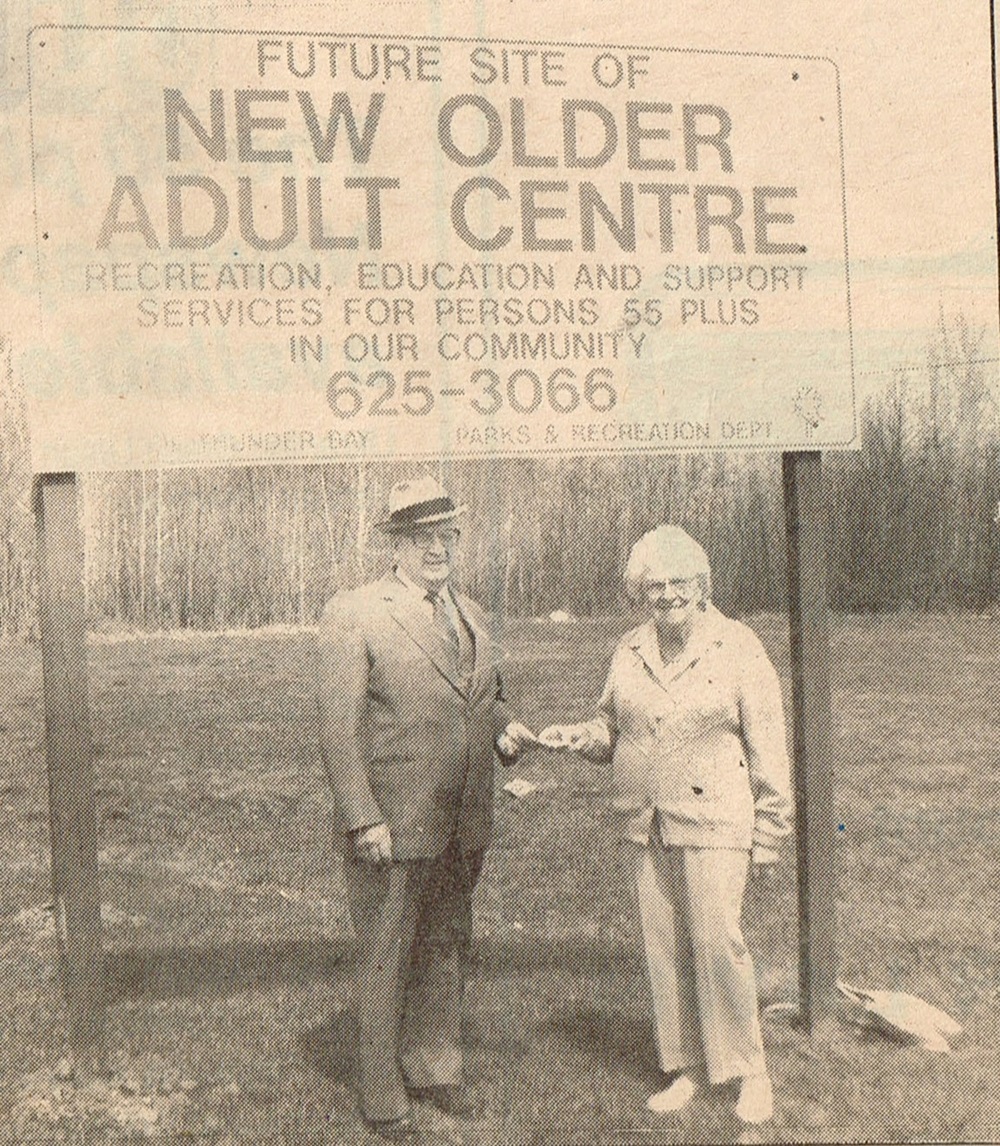 FUTURE SITE OF
NEW OLDER
ADULT CENTRE
RECREATION, EDUCATION AND SUPPORT
SERVICES FOR PERSONS 55 PLUS
IN OUR COMMUNITY
625-3066
THUNDER BAY PARKS & RECREATION DEPT